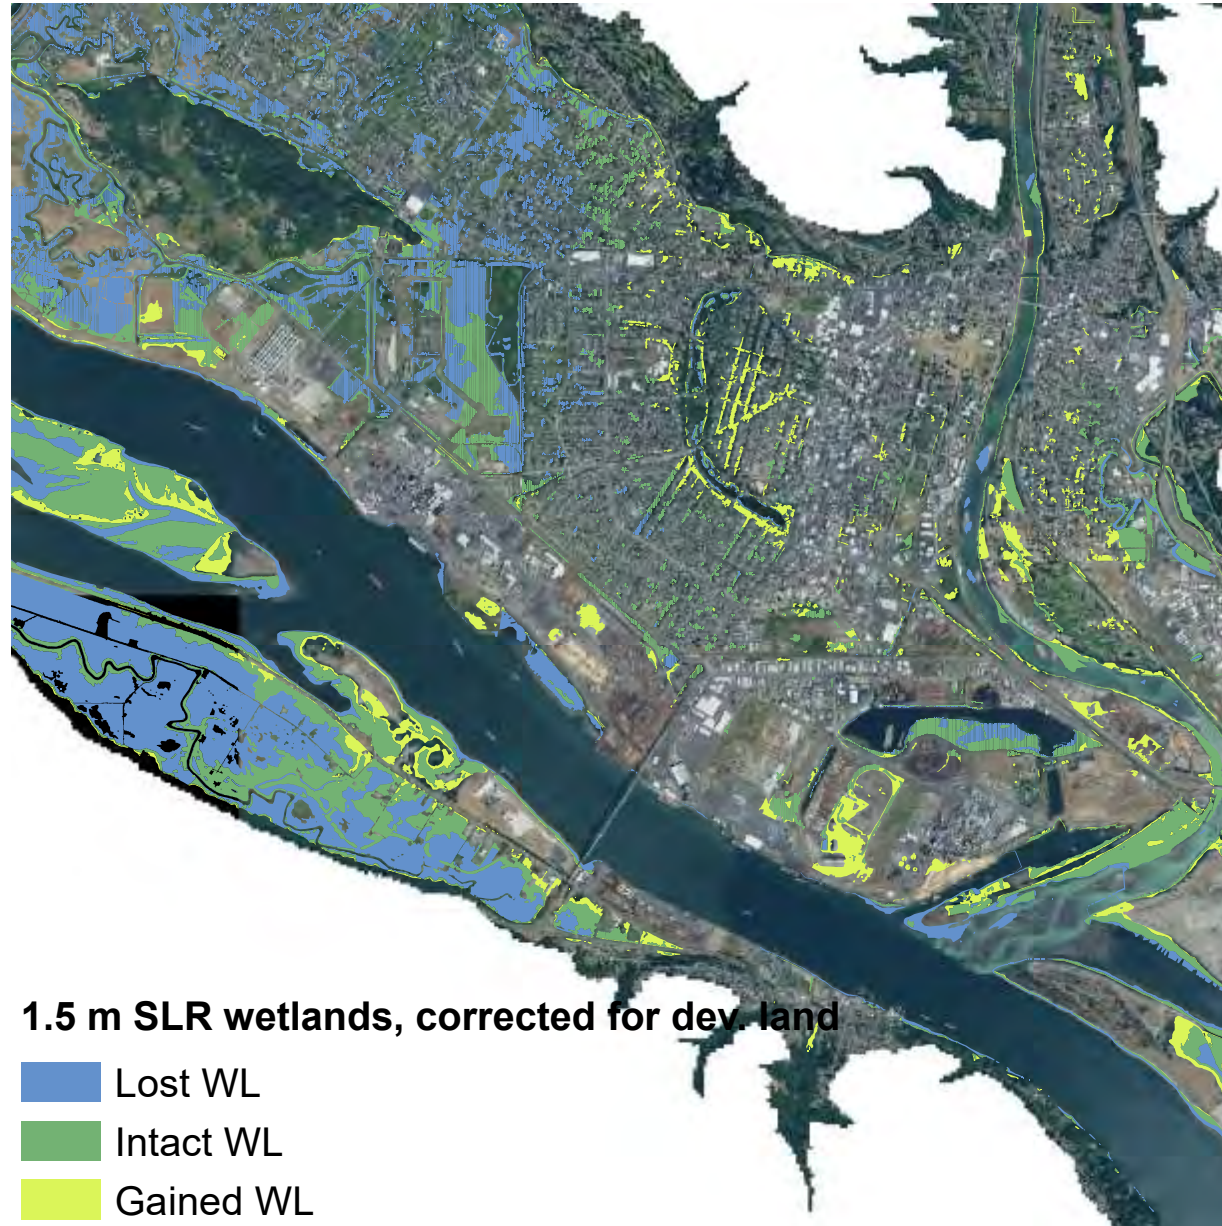 1.5 m SLR wetlands, corrected for dev. land
Lost WL
Intact WL
Gained WL